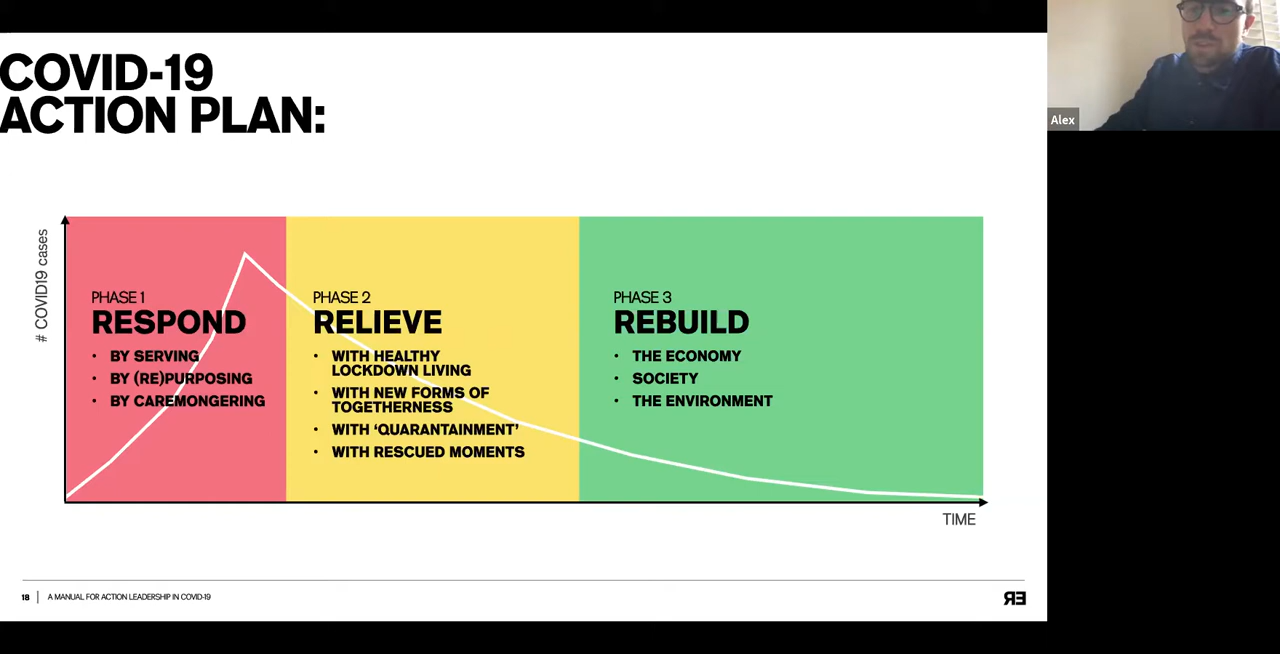 COVID-19
ACTION PLAN:
Alex
# COVID19 cases
PHASE 1
RESPOND
• BY SERVING
• BY (RE)PURPOSING
• BY CAREMONGERING
PHASE 2
RELIEVE
• WITH HEALTHY
LOCKDOWN LIVING
• WITH NEW FORMS OF
TOGETHERNESS
• WITH ‘QUARANTAINMENT’
• WITH RESCUED MOMENTS
PHASE 3
REBUILD
• THE ECONOMY
• SOCIETY
• THE ENVIRONMENT
TIME
18 | A MANUAL FOR ACTION LEADERSHIP IN COVID-19
ЯE